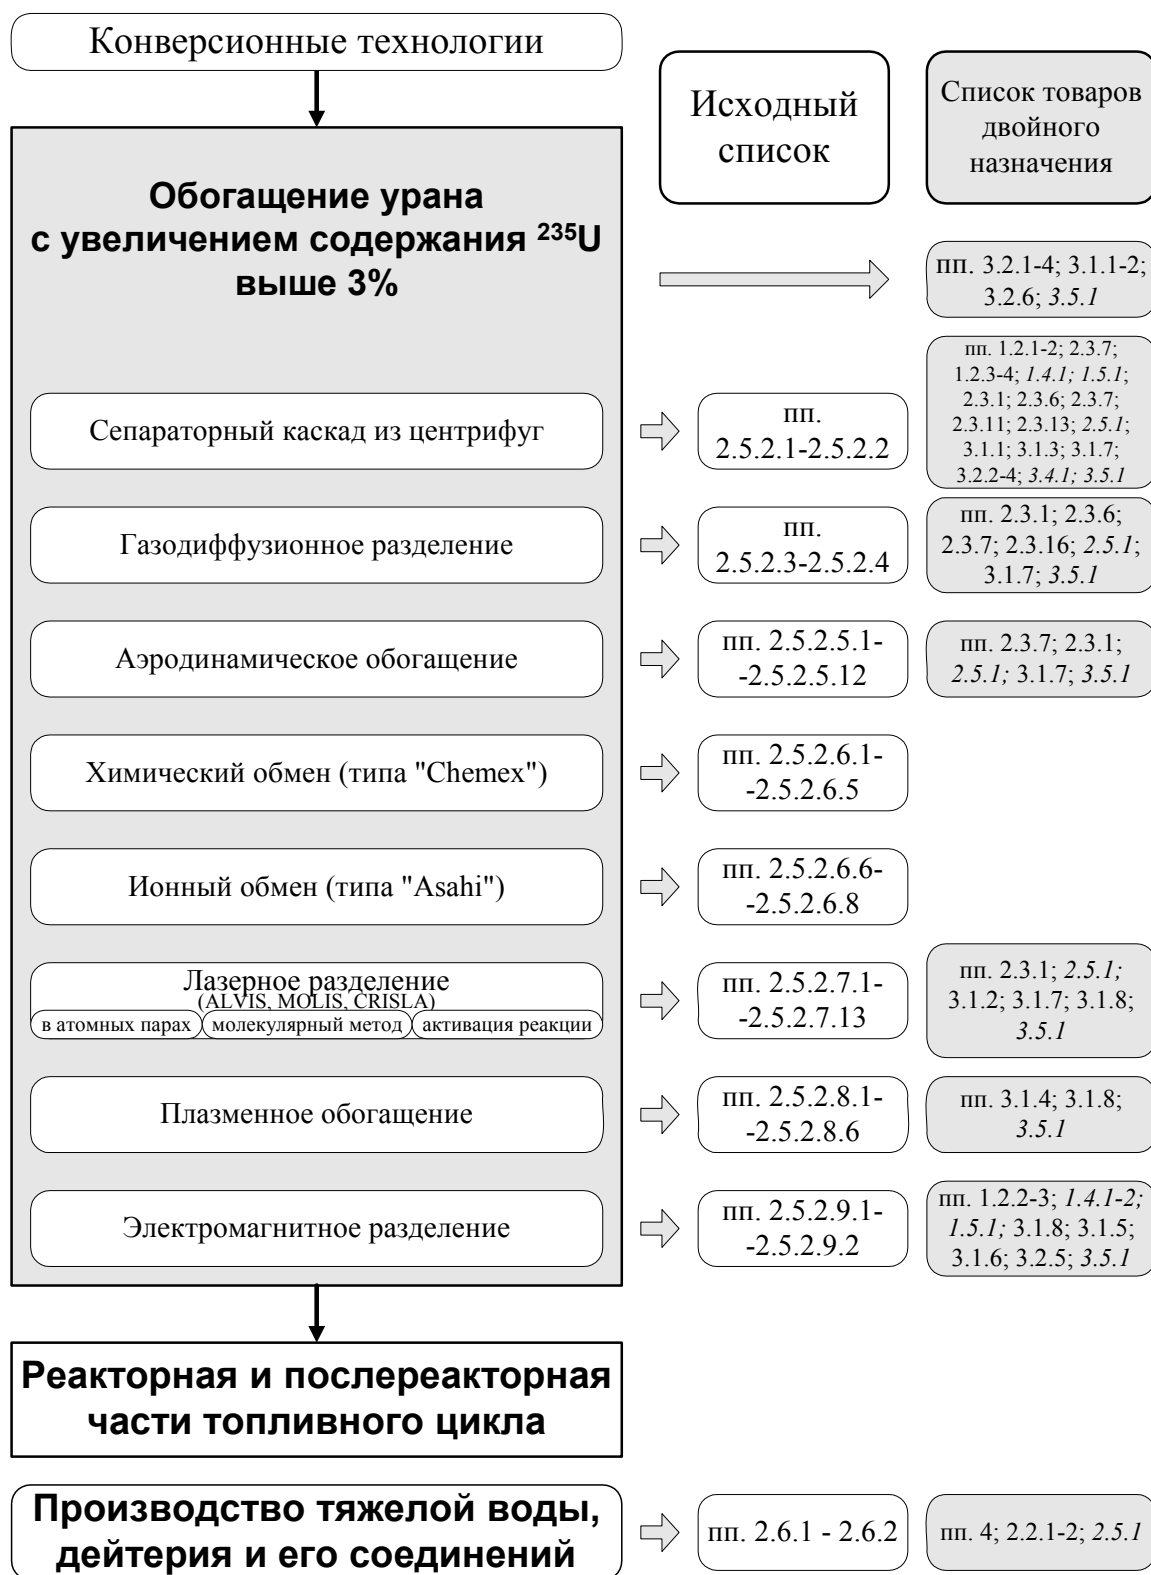 Конверсионные технологии
Исходный
список
Список товаров
двойного
назначения
Обогащение урана
с увеличением содержания ²³⁵U
выше 3%
пп. 3.2.1-4; 3.1.1-2;
3.2.6; 3.5.1
Сепараторный каскад из центрифуг
пп.
2.5.2.1-2.5.2.2
пп. 1.2.1-2; 2.3.7;
1.2.3-4; 1.4.1; 1.5.1;
2.3.1; 2.3.6; 2.3.7;
2.3.11; 2.3.13; 2.5.1;
3.1.1; 3.1.3; 3.1.7;
3.2.2-4; 3.4.1; 3.5.1
Газодиффузионное разделение
пп.
2.5.2.3-2.5.2.4
пп. 2.3.1; 2.3.6;
2.3.7; 2.3.16; 2.5.1;
3.1.7; 3.5.1
Аэродинамическое обогащение
пп. 2.5.2.5.1-
-2.5.2.5.12
пп. 2.3.7; 2.3.1;
2.5.1; 3.1.7; 3.5.1
Химический обмен (типа "Chemex")
пп. 2.5.2.6.1-
-2.5.2.6.5
Ионный обмен (типа "Asahi")
пп. 2.5.2.6.6-
-2.5.2.6.8
Лазерное разделение
(ALVIS, MOLIS, CRISLA)
в атомных парах молекулярный метод активация реакции
пп. 2.5.2.7.1-
-2.5.2.7.13
пп. 2.3.1; 2.5.1;
3.1.2; 3.1.7; 3.1.8;
3.5.1
Плазменное обогащение
пп. 2.5.2.8.1-
-2.5.2.8.6
пп. 3.1.4; 3.1.8;
3.5.1
Электромагнитное разделение
пп. 2.5.2.9.1-
-2.5.2.9.2
пп. 1.2.2-3; 1.4.1-2;
1.5.1; 3.1.8; 3.1.5;
3.1.6; 3.2.5; 3.5.1
Реакторная и послереакторная
части топливного цикла
Производство тяжелой воды,
дейтерия и его соединений
пп. 2.6.1 - 2.6.2
пп. 4; 2.2.1-2; 2.5.1